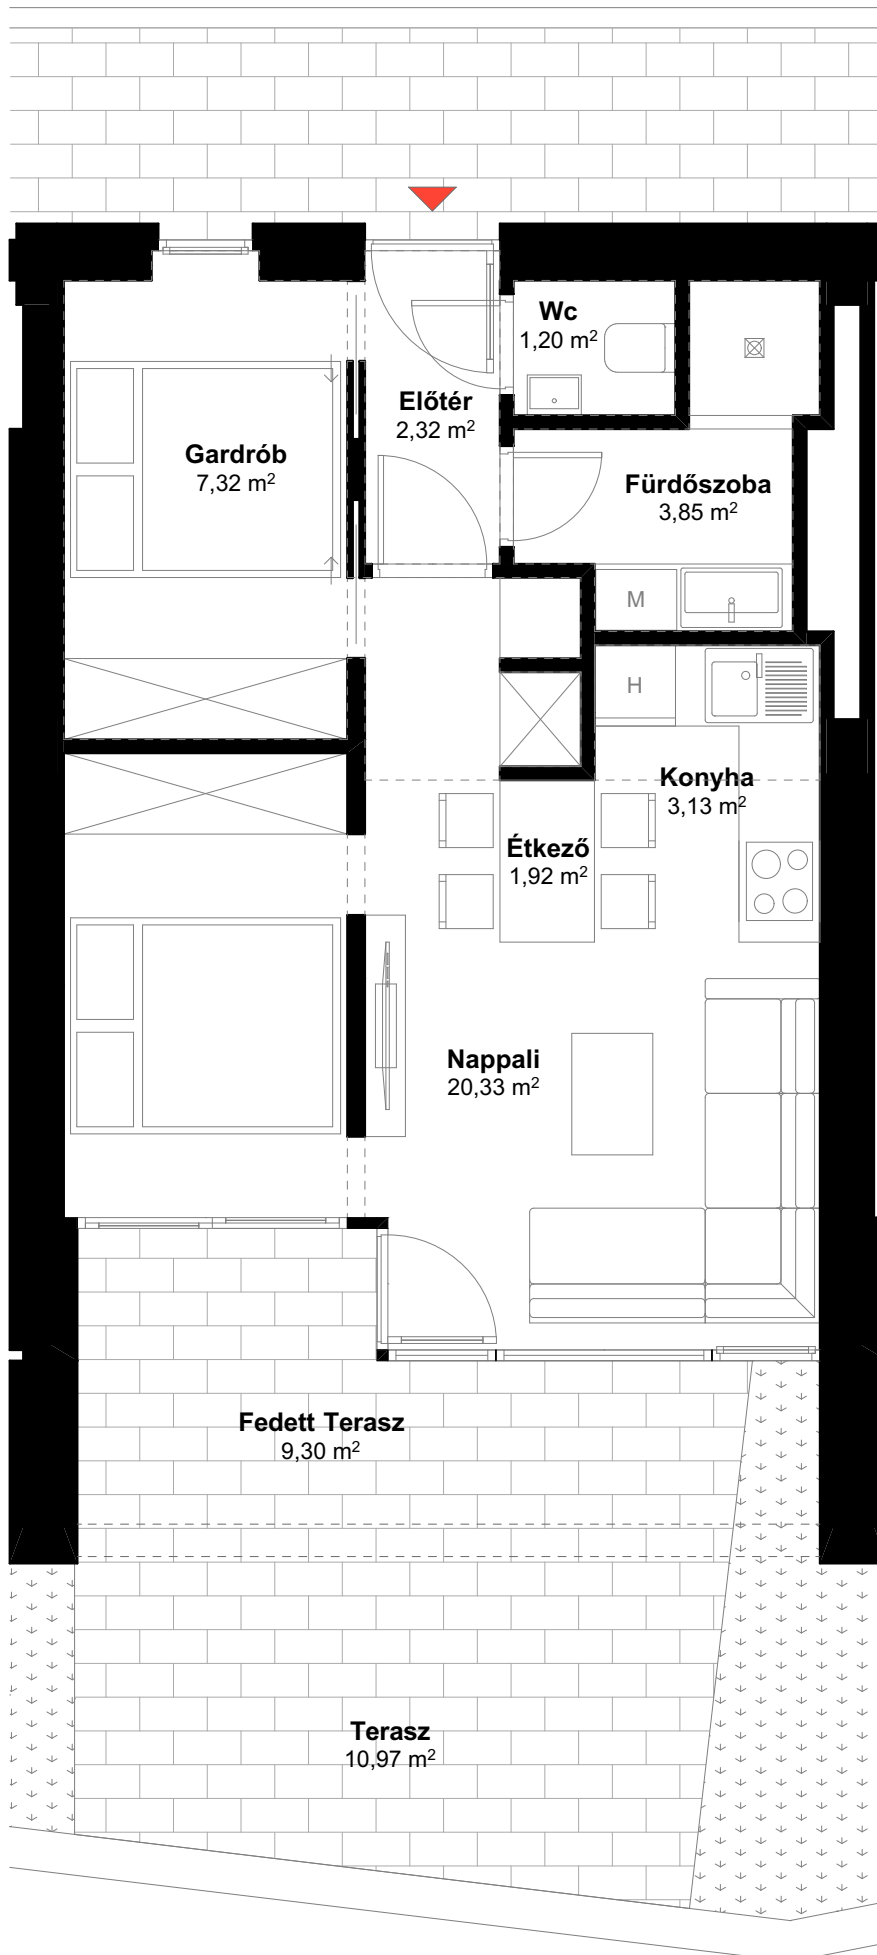 Wc
1,20 m²
Előtér
2,32 m²
Gardrób
7,32 m²
Fürdőszoba
3,85 m²
M
H
Konyha
3,13 m²
Étkező
1,92 m²
Nappali
20,33 m²
Fedett Terasz
9,30 m²
Terasz
10,97 m²